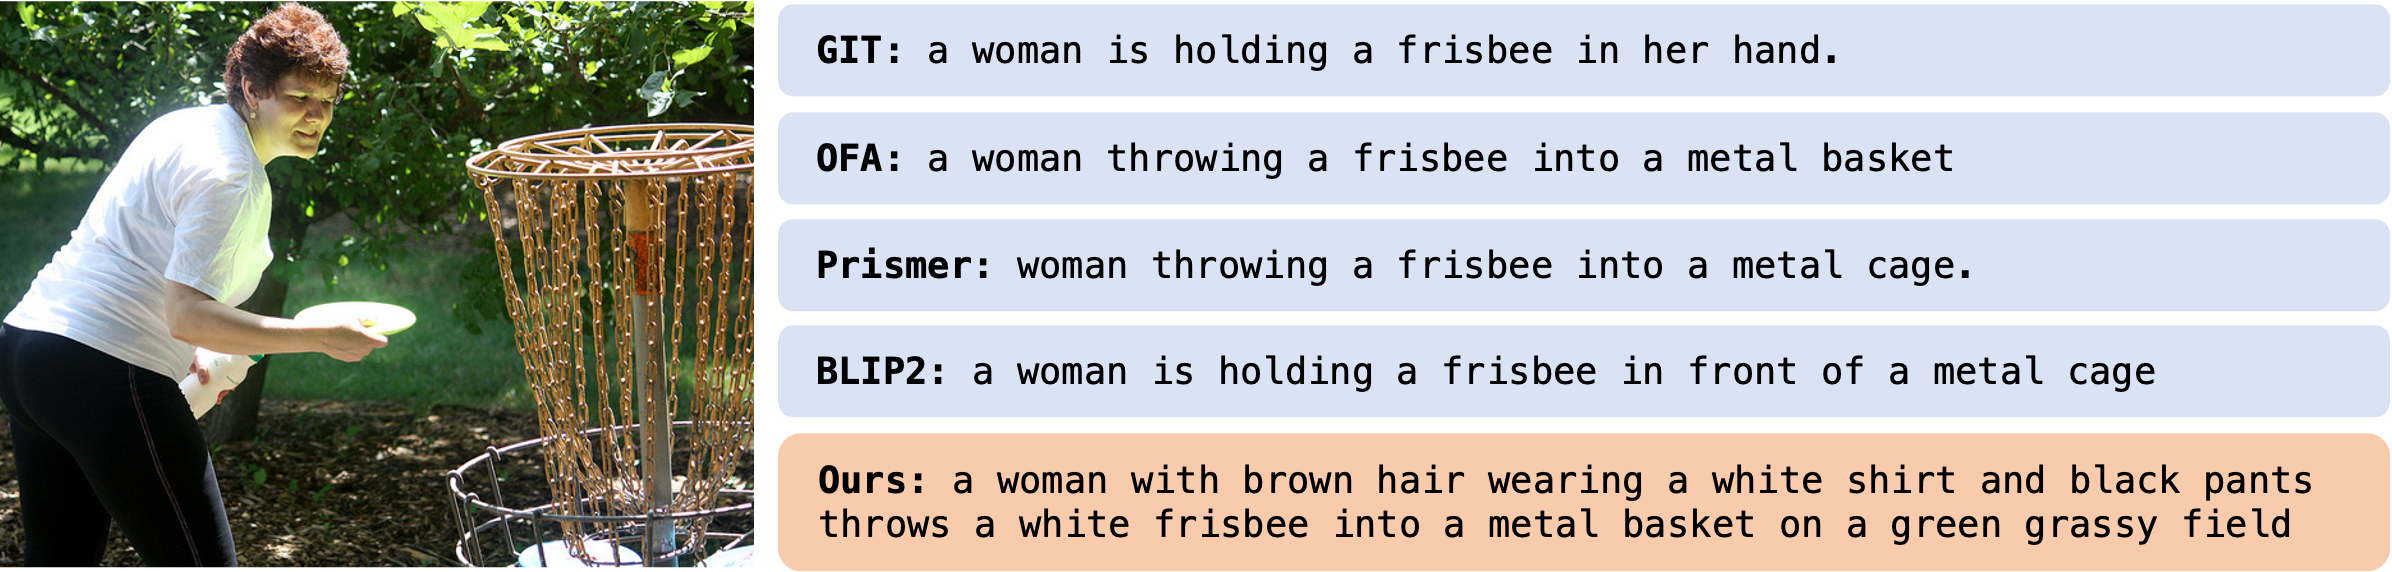 GIT: a woman is holding a frisbee in her hand.
OFA: a woman throwing a frisbee into a metal basket
Prismer: woman throwing a frisbee into a metal cage.
BLIP2: a woman is holding a frisbee in front of a metal cage
Ours: a woman with brown hair wearing a white shirt and black pants
throws a white frisbee into a metal basket on a green grassy field